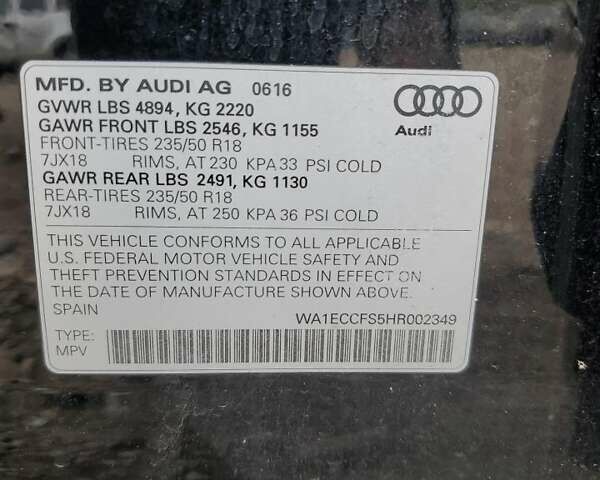 MFD. BY AUDI AG 0616
GVWR LBS 4894, KG 2220
GAWR FRONT LBS 2546, KG 1155
FRONT-TIRES 235/50 R18
7JX18 RIMS, AT 230 KPA 33 PSI COLD
GAWR REAR LBS 2491, KG 1130
REAR-TIRES 235/50 R18
7JX18 RIMS, AT 250 KPA 36 PSI COLD
Audi
THIS VEHICLE CONFORMS TO ALL APPLICABLE
U.S. FEDERAL MOTOR VEHICLE SAFETY AND
THEFT PREVENTION STANDARDS IN EFFECT ON
THE DATE OF MANUFACTURE SHOWN ABOVE.
SPAIN WA1ECCFS5HR002349
TYPE:
MPV